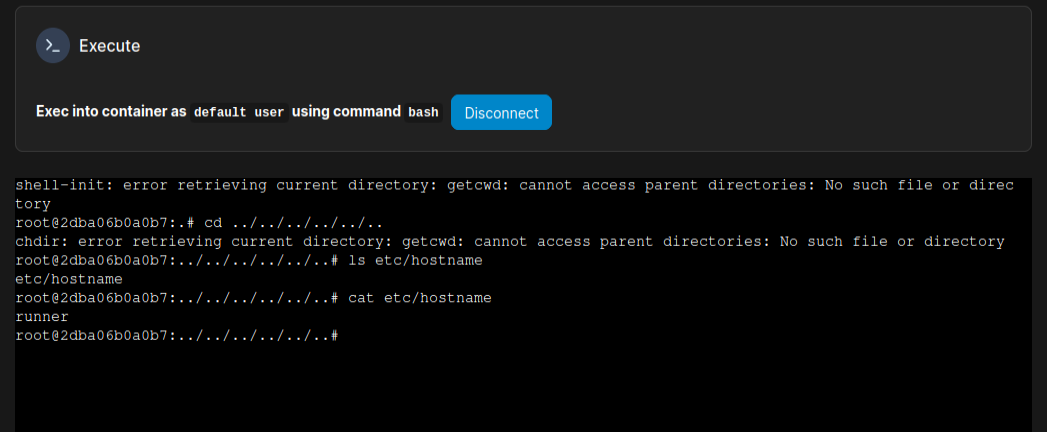 Execute
Exec into container as default user using command bash Disconnect
shell-init: error retrieving current directory: getcwd: cannot access parent directories: No such file or direc
tory
root@2dba06b0a0b7:.# cd ../../../../../..
chdir: error retrieving current directory: getcwd: cannot access parent directories: No such file or directory
root@2dba06b0a0b7:../../../../../..# ls etc/hostname
etc/hostname
root@2dba06b0a0b7:../../../../../..# cat etc/hostname
runner
root@2dba06b0a0b7:../../../../../..#